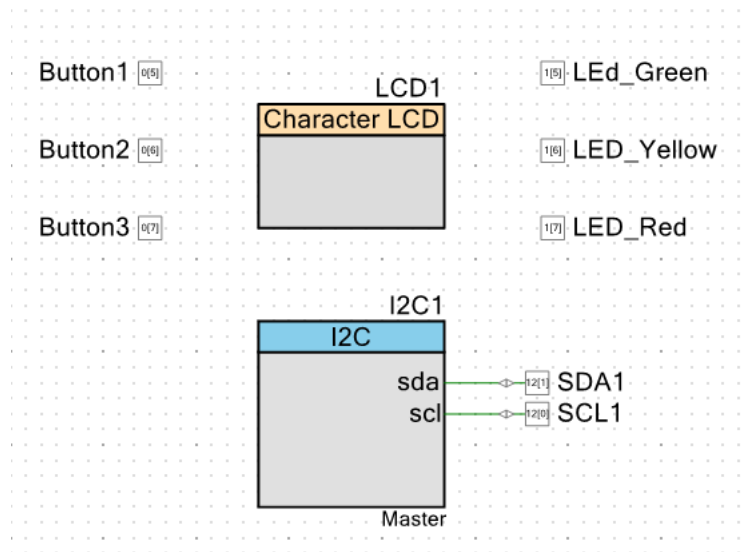 Button1 0[5]
1[5] LEd_Green
LCD1
Character LCD
Button2 0[6]
1[6] LED_Yellow
Button3 0[7]
1[7] LED_Red
I2C1
I2C
sda 12[1] SDA1
scl 12[0] SCL1
Master